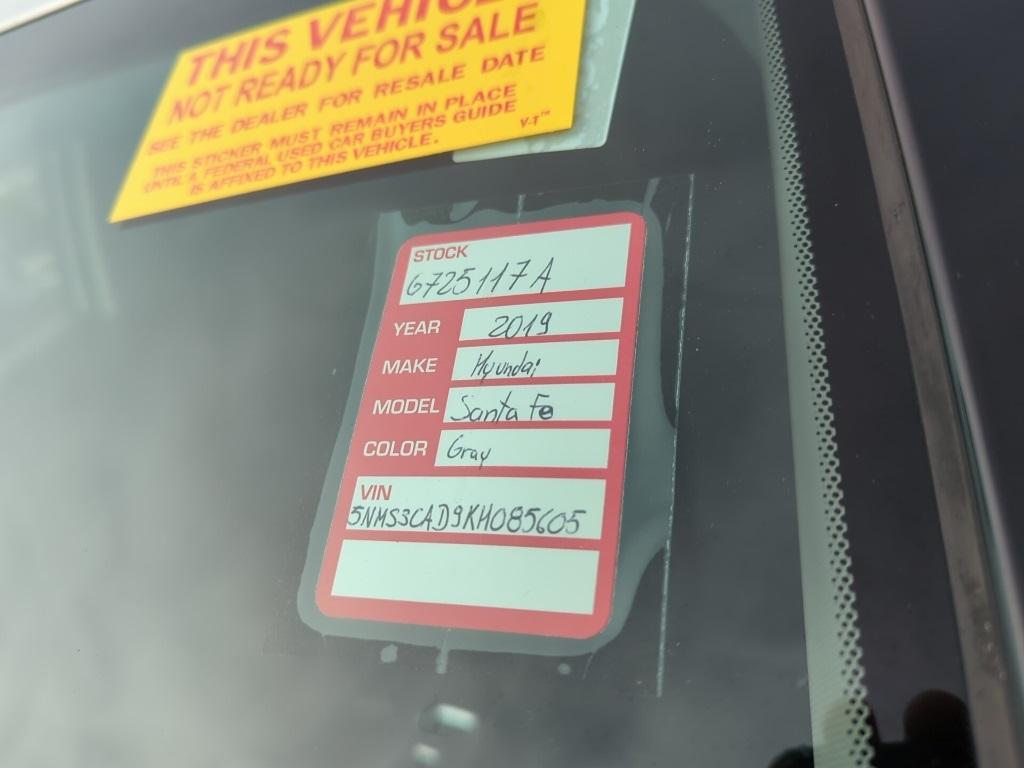 THIS VEHICLE
NOT READY FOR SALE
SEE THE DEALER FOR RESALE DATE
THIS STICKER MUST REMAIN IN PLACE
UNTIL A FEDERAL USED CAR BUYERS GUIDE
IS AFFIXED TO THIS VEHICLE.
V-T™
STOCK
6725117A
YEAR 2019
MAKE Hyundai
MODEL Santa Fe
COLOR Gray
VIN
5NMS3CAD9KH085605